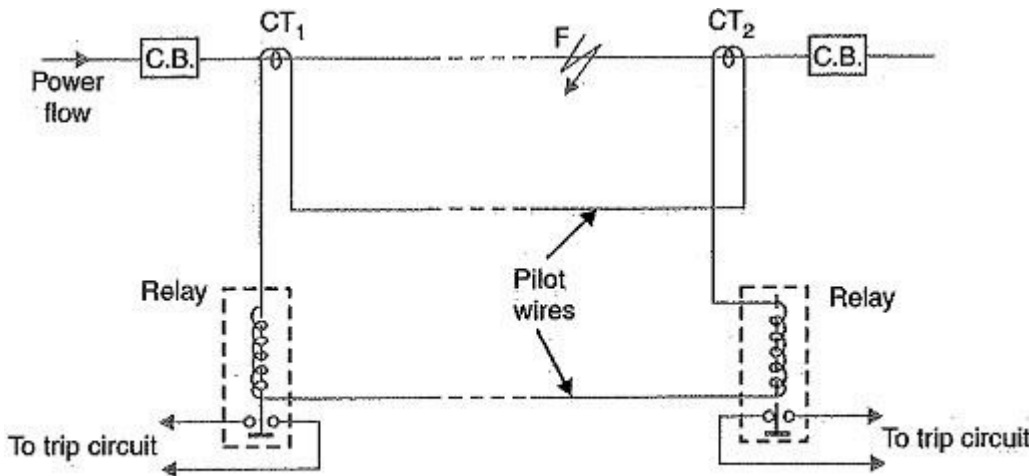 CT1
F
CT2
C.B.
C.B.
Power
flow
Pilot
wires
Relay
Relay
To trip circuit
To trip circuit